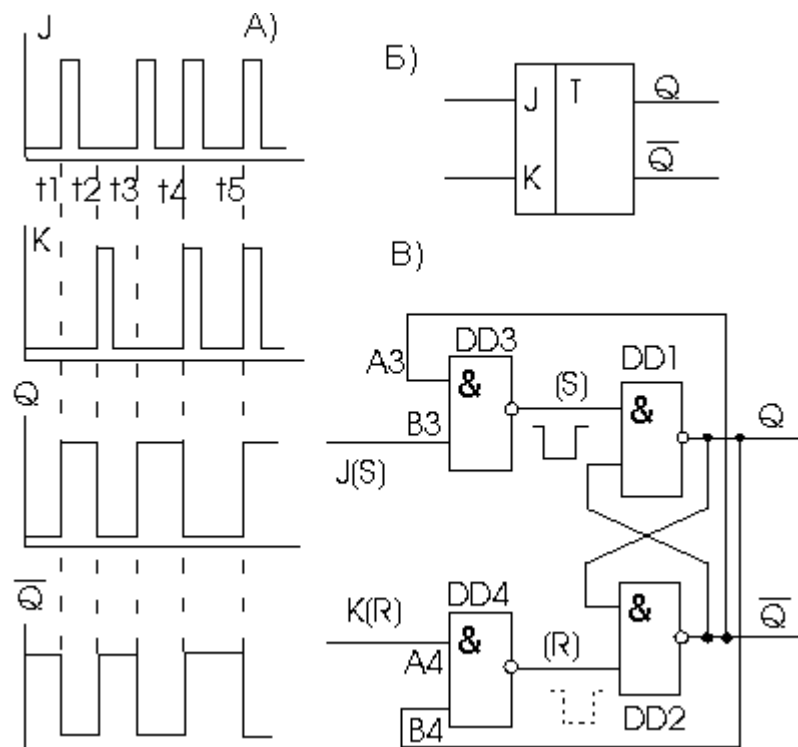 J
А)
t1 t2 t3 t4 t5
K
Q
Q̅
Б)
J T Q
K Q̅
В)
A3 DD3
&
B3
J(S)
(S)
DD1
&
Q
K(R)
DD4
&
A4
B4
(R)
&
DD2
Q̅